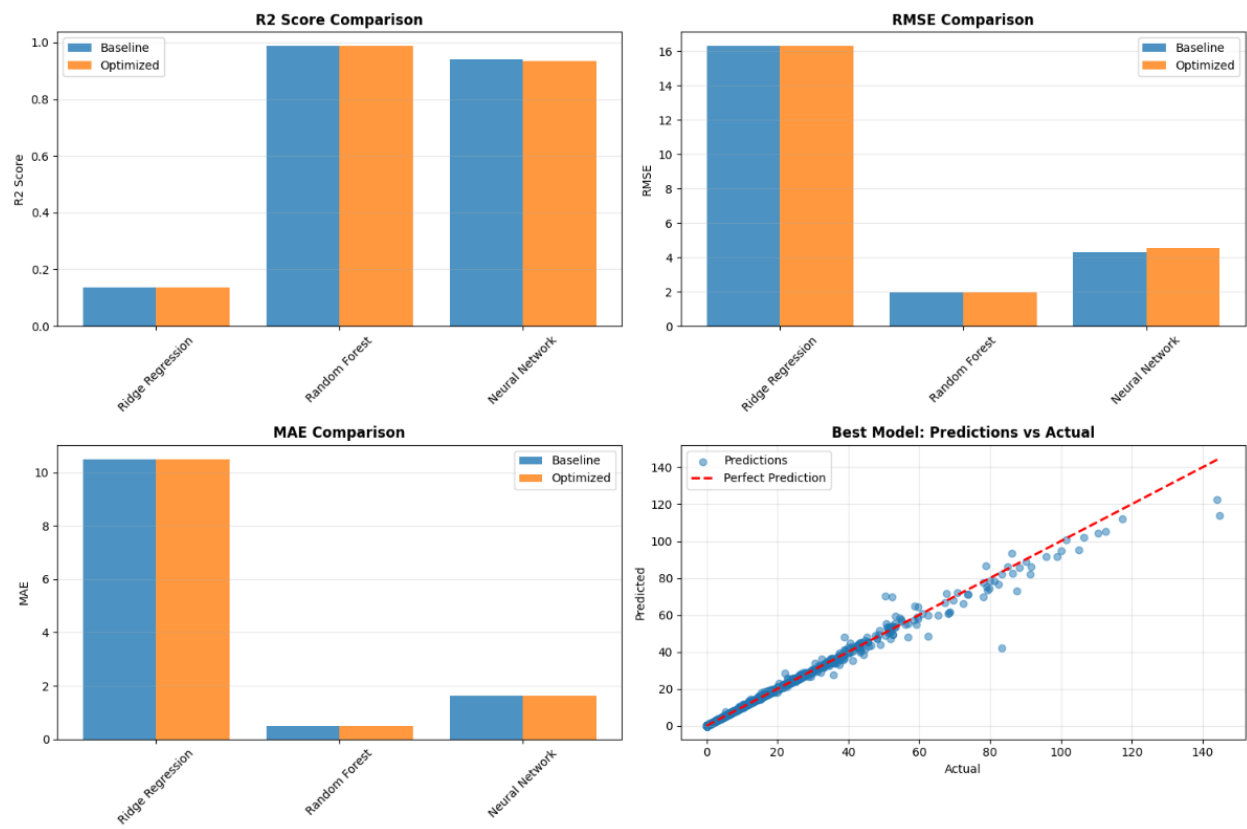 R2 Score Comparison
Baseline
Optimized
R2 Score
1.0
0.8
0.6
0.4
0.2
0.0
Ridge Regression
Random Forest
Neural Network
RMSE Comparison
Baseline
Optimized
RMSE
16
14
12
10
8
6
4
2
0
Ridge Regression
Random Forest
Neural Network
MAE Comparison
Baseline
Optimized
MAE
10
8
6
4
2
0
Ridge Regression
Random Forest
Neural Network
Best Model: Predictions vs Actual
Predictions
Perfect Prediction
Predicted
140
120
100
80
60
40
20
0
0 20 40 60 80 100 120 140
Actual